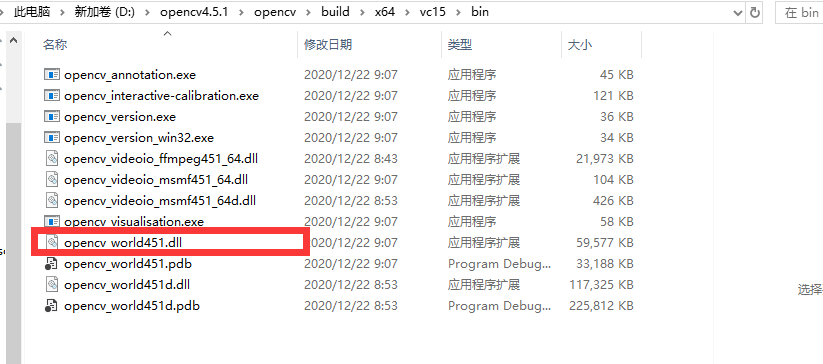 此电脑 > 新加卷 (D:) > opencv4.5.1 > opencv > build > x64 > vc15 > bin
在 bin
名称 修改日期 类型 大小
opencv_annotation.exe 2020/12/22 9:07 应用程序 45 KB
opencv_interactive-calibration.exe 2020/12/22 9:07 应用程序 121 KB
opencv_version.exe 2020/12/22 9:07 应用程序 36 KB
opencv_version_win32.exe 2020/12/22 9:07 应用程序 34 KB
opencv_videoio_ffmpeg451_64.dll 2020/12/22 8:43 应用程序扩展 21,973 KB
opencv_videoio_msmf451_64.dll 2020/12/22 9:07 应用程序扩展 104 KB
opencv_videoio_msmf451_64d.dll 2020/12/22 8:53 应用程序扩展 426 KB
opencv_visualisation.exe 2020/12/22 9:07 应用程序 58 KB
opencv_world451.dll 2020/12/22 9:07 应用程序扩展 59,577 KB
opencv_world451.pdb 2020/12/22 9:07 Program Debug... 33,188 KB
opencv_world451d.dll 2020/12/22 8:53 应用程序扩展 117,325 KB
选择
opencv_world451d.pdb 2020/12/22 8:53 Program Debug... 225,812 KB